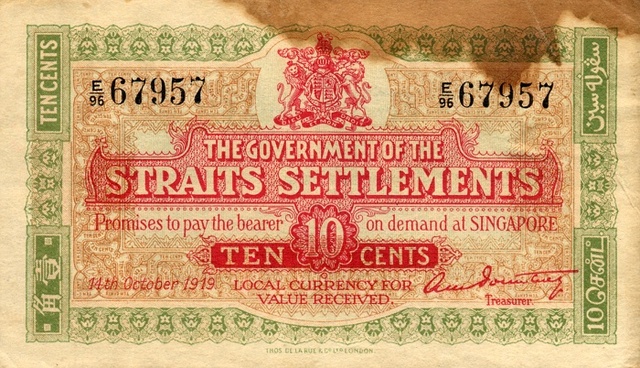 TEN CENTS
E/96 67957
E/96 67957
THE GOVERNMENT OF THE
STRAITS SETTLEMENTS
Promises to pay the bearer on demand at SINGAPORE
TEN 10 CENTS
14th October 1919
LOCAL CURRENCY FOR
VALUE RECEIVED.
Treasurer.
壹角
THOS. DE LA RUE & CO LTD LONDON.